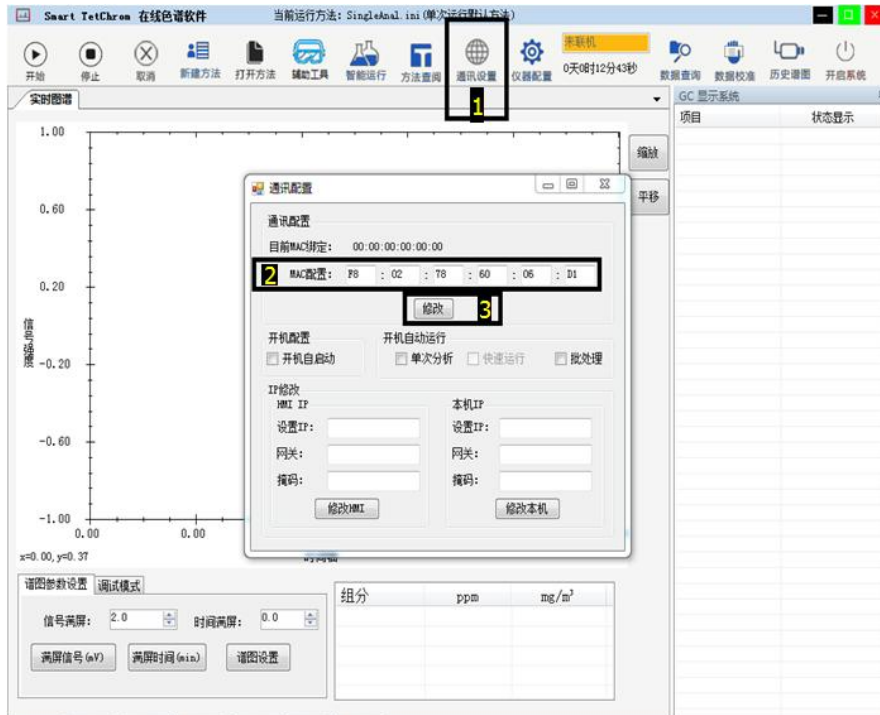 Smart TetChrom 在线色谱软件 当前运行方法: SingleAnal.ini(单次运行默认方法)
开始 停止 取消 新建方法 打开方法 辅助工具 智能运行 方法查阅 通讯设置 仪器配置 未联机 0天0时12分43秒 数据查询 数据校准 历史谱图 开启系统
1
实时图谱
GC 显示系统
项目 状态显示
缩放
平移
1.00
0.60
0.20
-0.20
-0.60
-1.00
信号强度
0.00 0.00
x=0.00, y=0.37
通讯配置
通讯配置
目前MAC绑定: 00:00:00:00:00:00
2 MAC配置: F8 : 02 : 78 : 60 : 06 : D1
修改 3
开机配置 开机自动运行
开机自启动 单次分析 快速运行 批处理
IP修改
HMI IP 本机IP
设置IP: 设置IP:
网关: 网关:
掩码: 掩码:
修改HMI 修改本机
谱图参数设置 调试模式
信号满屏: 2.0 时间满屏: 0.0
满屏信号(mV) 满屏时间(min) 谱图设置
组分 ppm mg/m³